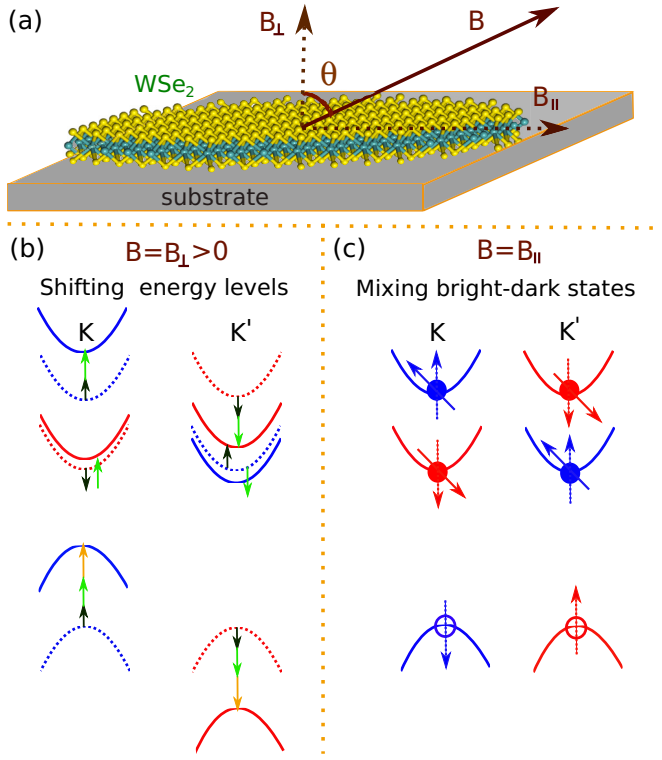 (a)
B⊥
B
θ
WSe₂
B∥
substrate
(b)
B=B⊥>0
Shifting energy levels
K
K'
(c)
B=B∥
Mixing bright-dark states
K
K'